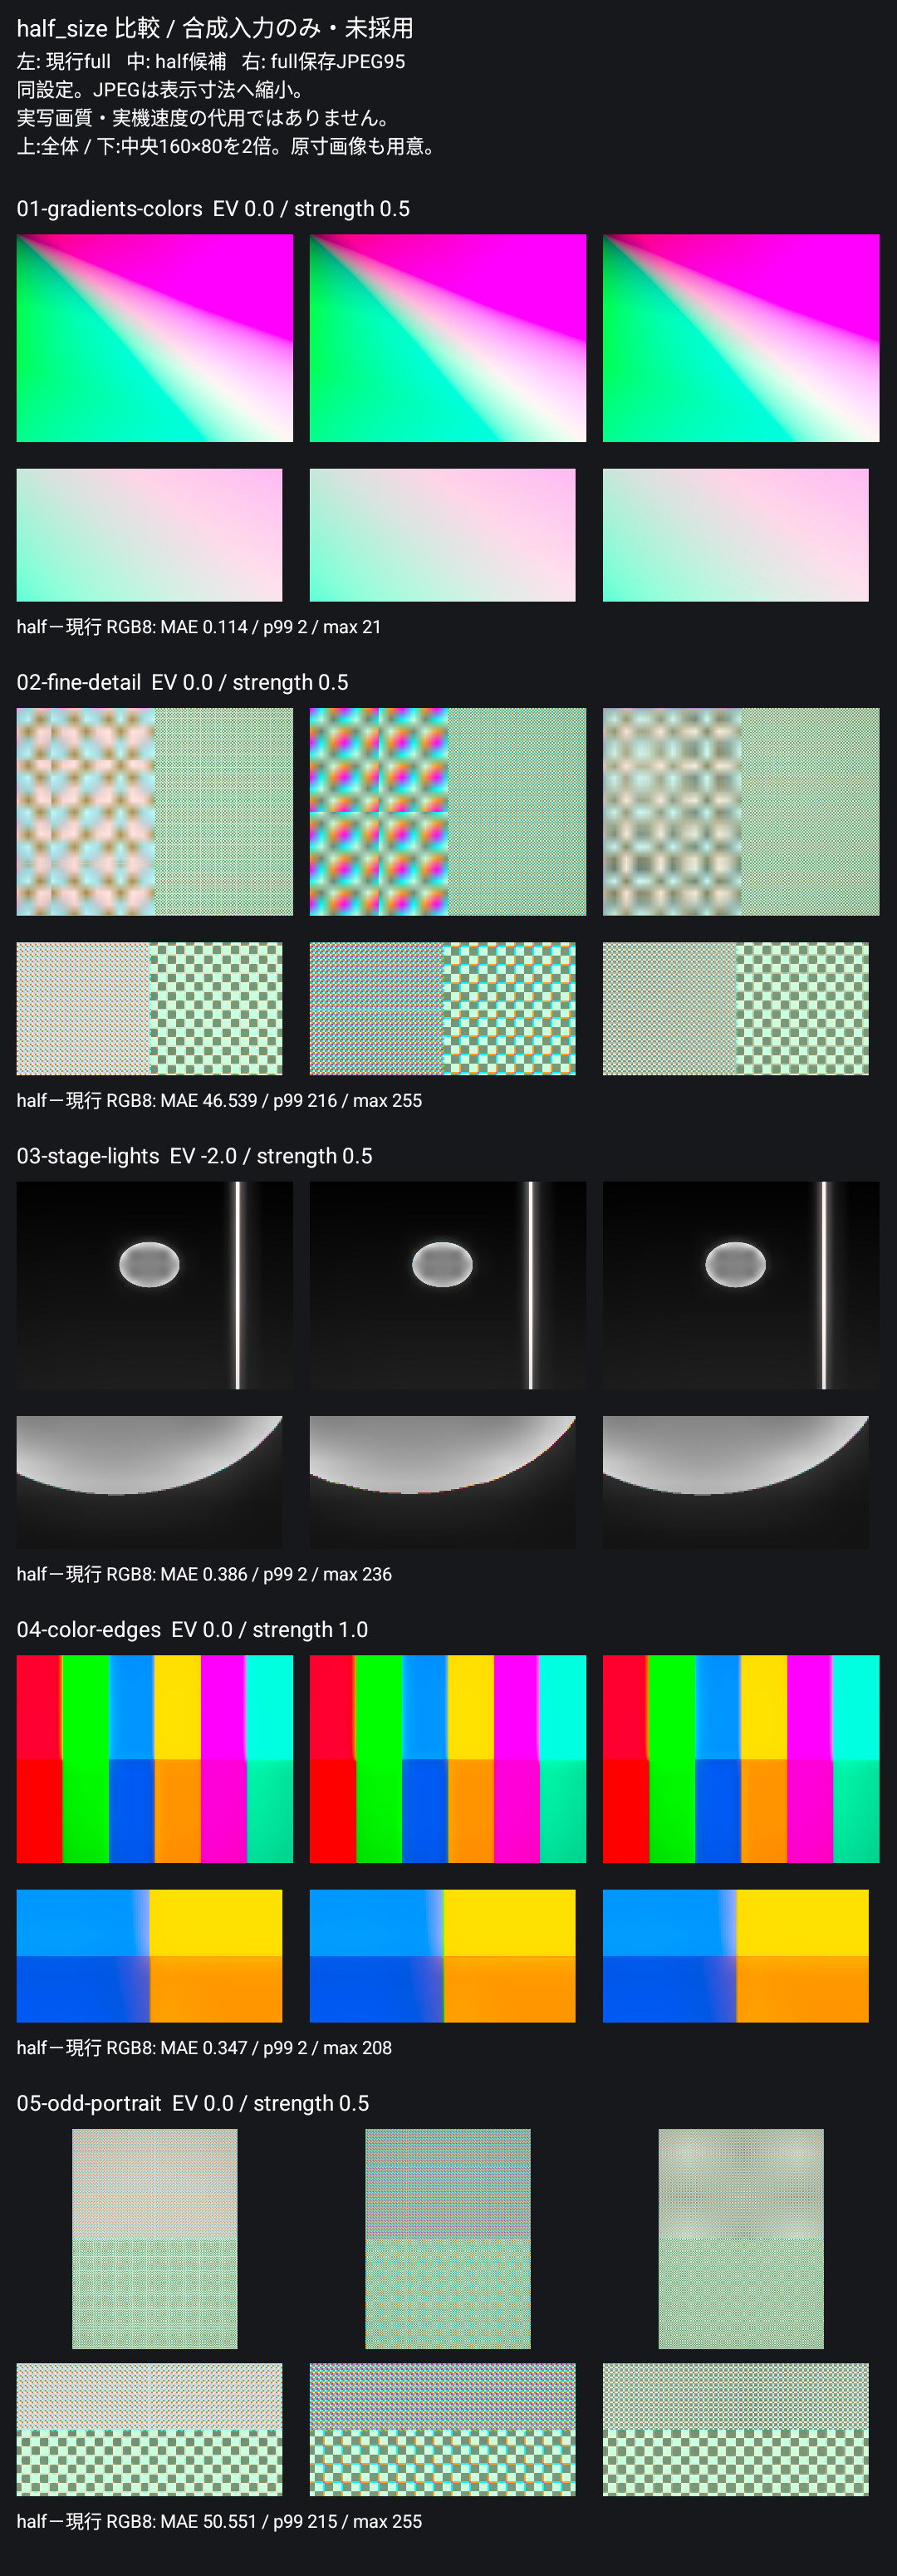 half_size 比較 / 合成入力のみ・未採用
左: 現行full 中: half候補 右: full保存JPEG95
同設定。JPEGは表示寸法へ縮小。
実写画質・実機速度の代用ではありません。
上:全体 / 下:中央160×80を2倍。原寸画像も用意。
01-gradients-colors EV 0.0 / strength 0.5
half－現行 RGB8: MAE 0.114 / p99 2 / max 21
02-fine-detail EV 0.0 / strength 0.5
half－現行 RGB8: MAE 46.539 / p99 216 / max 255
03-stage-lights EV -2.0 / strength 0.5
half－現行 RGB8: MAE 0.386 / p99 2 / max 236
04-color-edges EV 0.0 / strength 1.0
half－現行 RGB8: MAE 0.347 / p99 2 / max 208
05-odd-portrait EV 0.0 / strength 0.5
half－現行 RGB8: MAE 50.551 / p99 215 / max 255